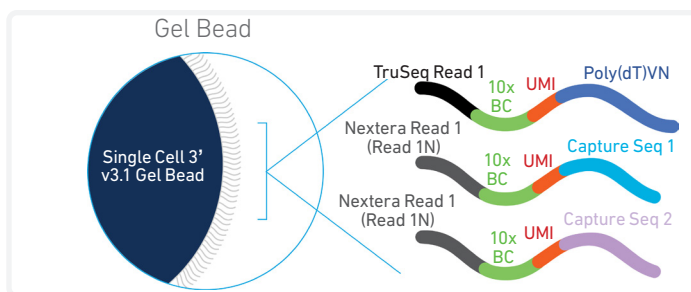 Gel Bead
Single Cell 3’
v3.1 Gel Bead
TruSeq Read 1
10x
BC
UMI
Poly(dT)VN
Nextera Read 1
(Read 1N)
10x
BC
UMI
Capture Seq 1
Nextera Read 1
(Read 1N)
10x
BC
UMI
Capture Seq 2